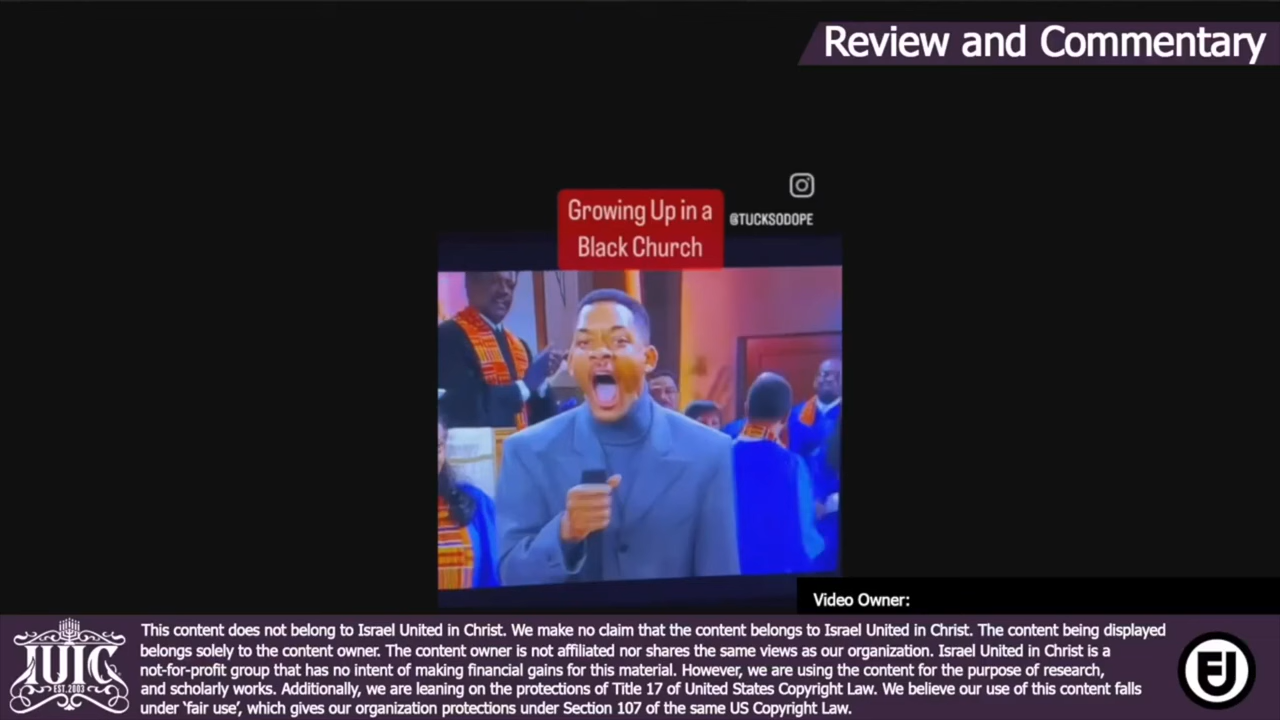 Review and Commentary
Growing Up in a
Black Church
@TUCKSODOPE
Video Owner:
This content does not belong to Israel United in Christ. We make no claim that the content belongs to Israel United in Christ. The content being displayed
belongs solely to the content owner. The content owner is not affiliated nor shares the same views as our organization. Israel United in Christ is a
not-for-profit group that has no intent of making financial gains for this material. However, we are using the content for the purpose of research,
and scholarly works. Additionally, we are leaning on the protections of Title 17 of United States Copyright Law. We believe our use of this content falls
under ‘fair use’, which gives our organization protections under Section 107 of the same US Copyright Law.
IUIC
EST.2003
FU